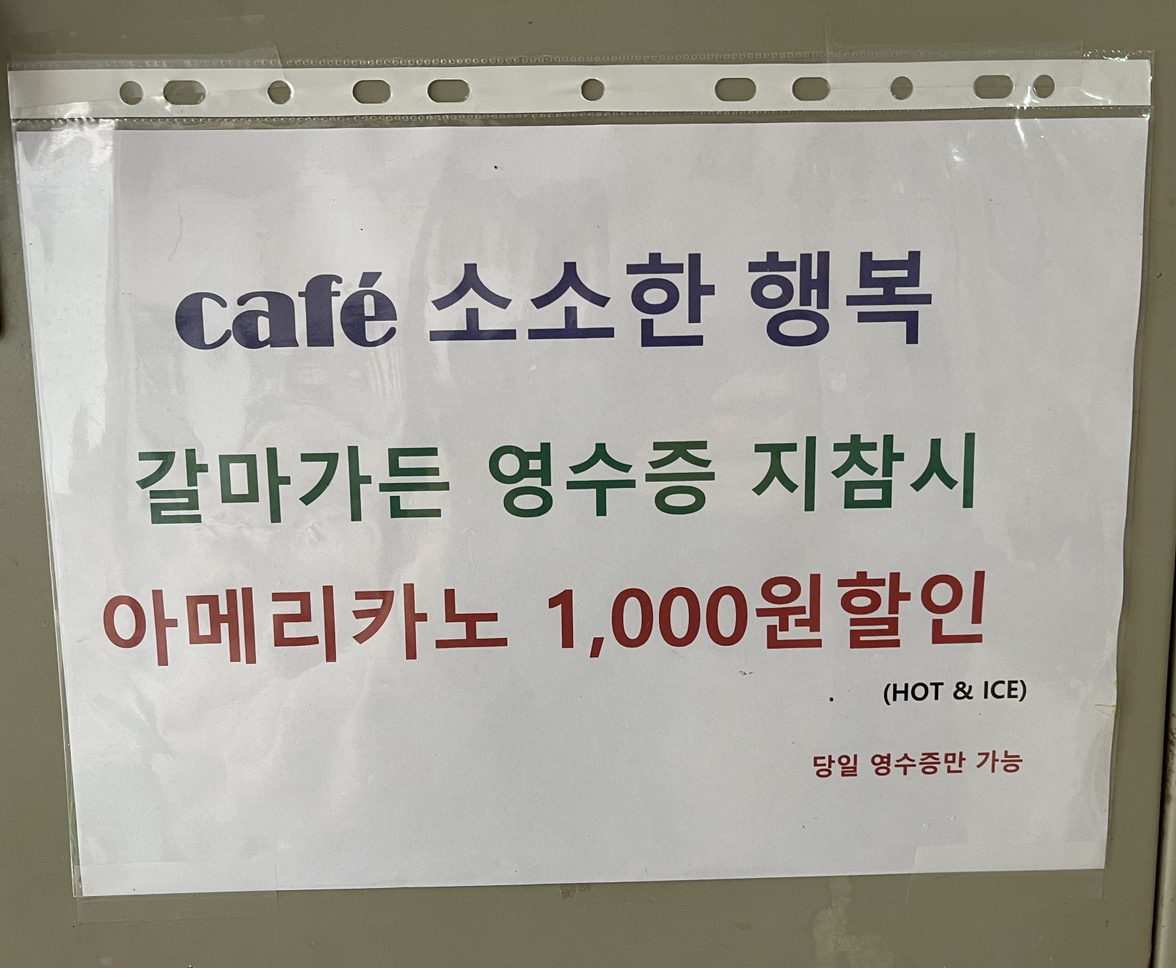 café 소소한 행복
갈마가든 영수증 지참시
아메리카노 1,000원할인
(HOT & ICE)
당일 영수증만 가능